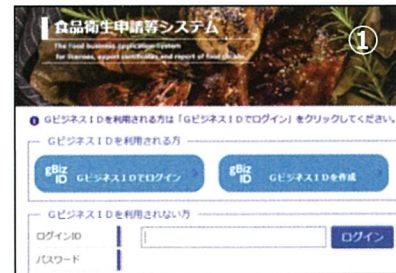 食品衛生申請等システム
The food business application system
for licenses, export certificates and report of food recalls.
①
GビジネスIDを利用される方は「GビジネスIDでログイン」をクリックしてください。
GビジネスIDを利用される方
gBiz ID GビジネスIDでログイン
gBiz ID GビジネスIDを作成
GビジネスIDを利用されない方
ログインID
ログイン
パスワード